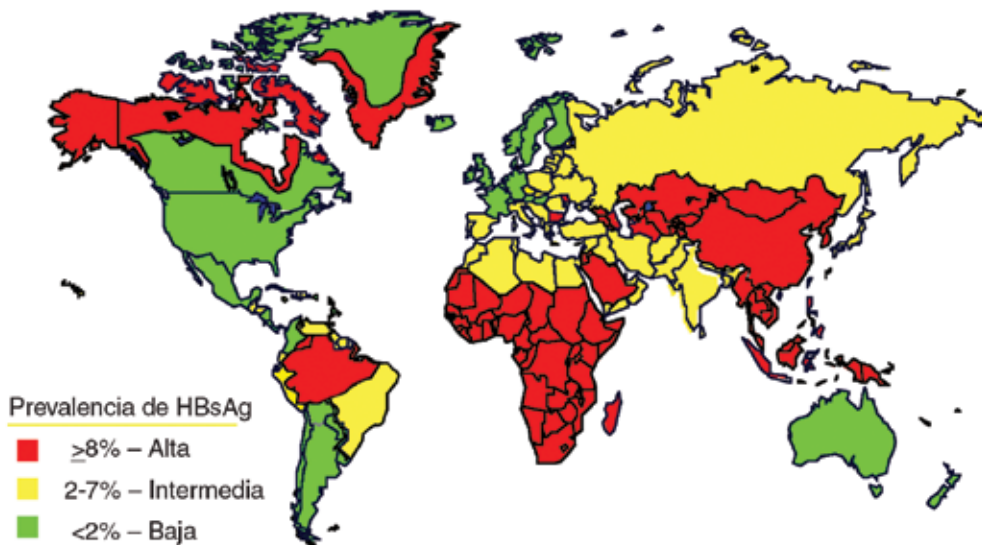 Prevalencia de HBsAg
≥8% – Alta
2-7% – Intermedia
<2% – Baja